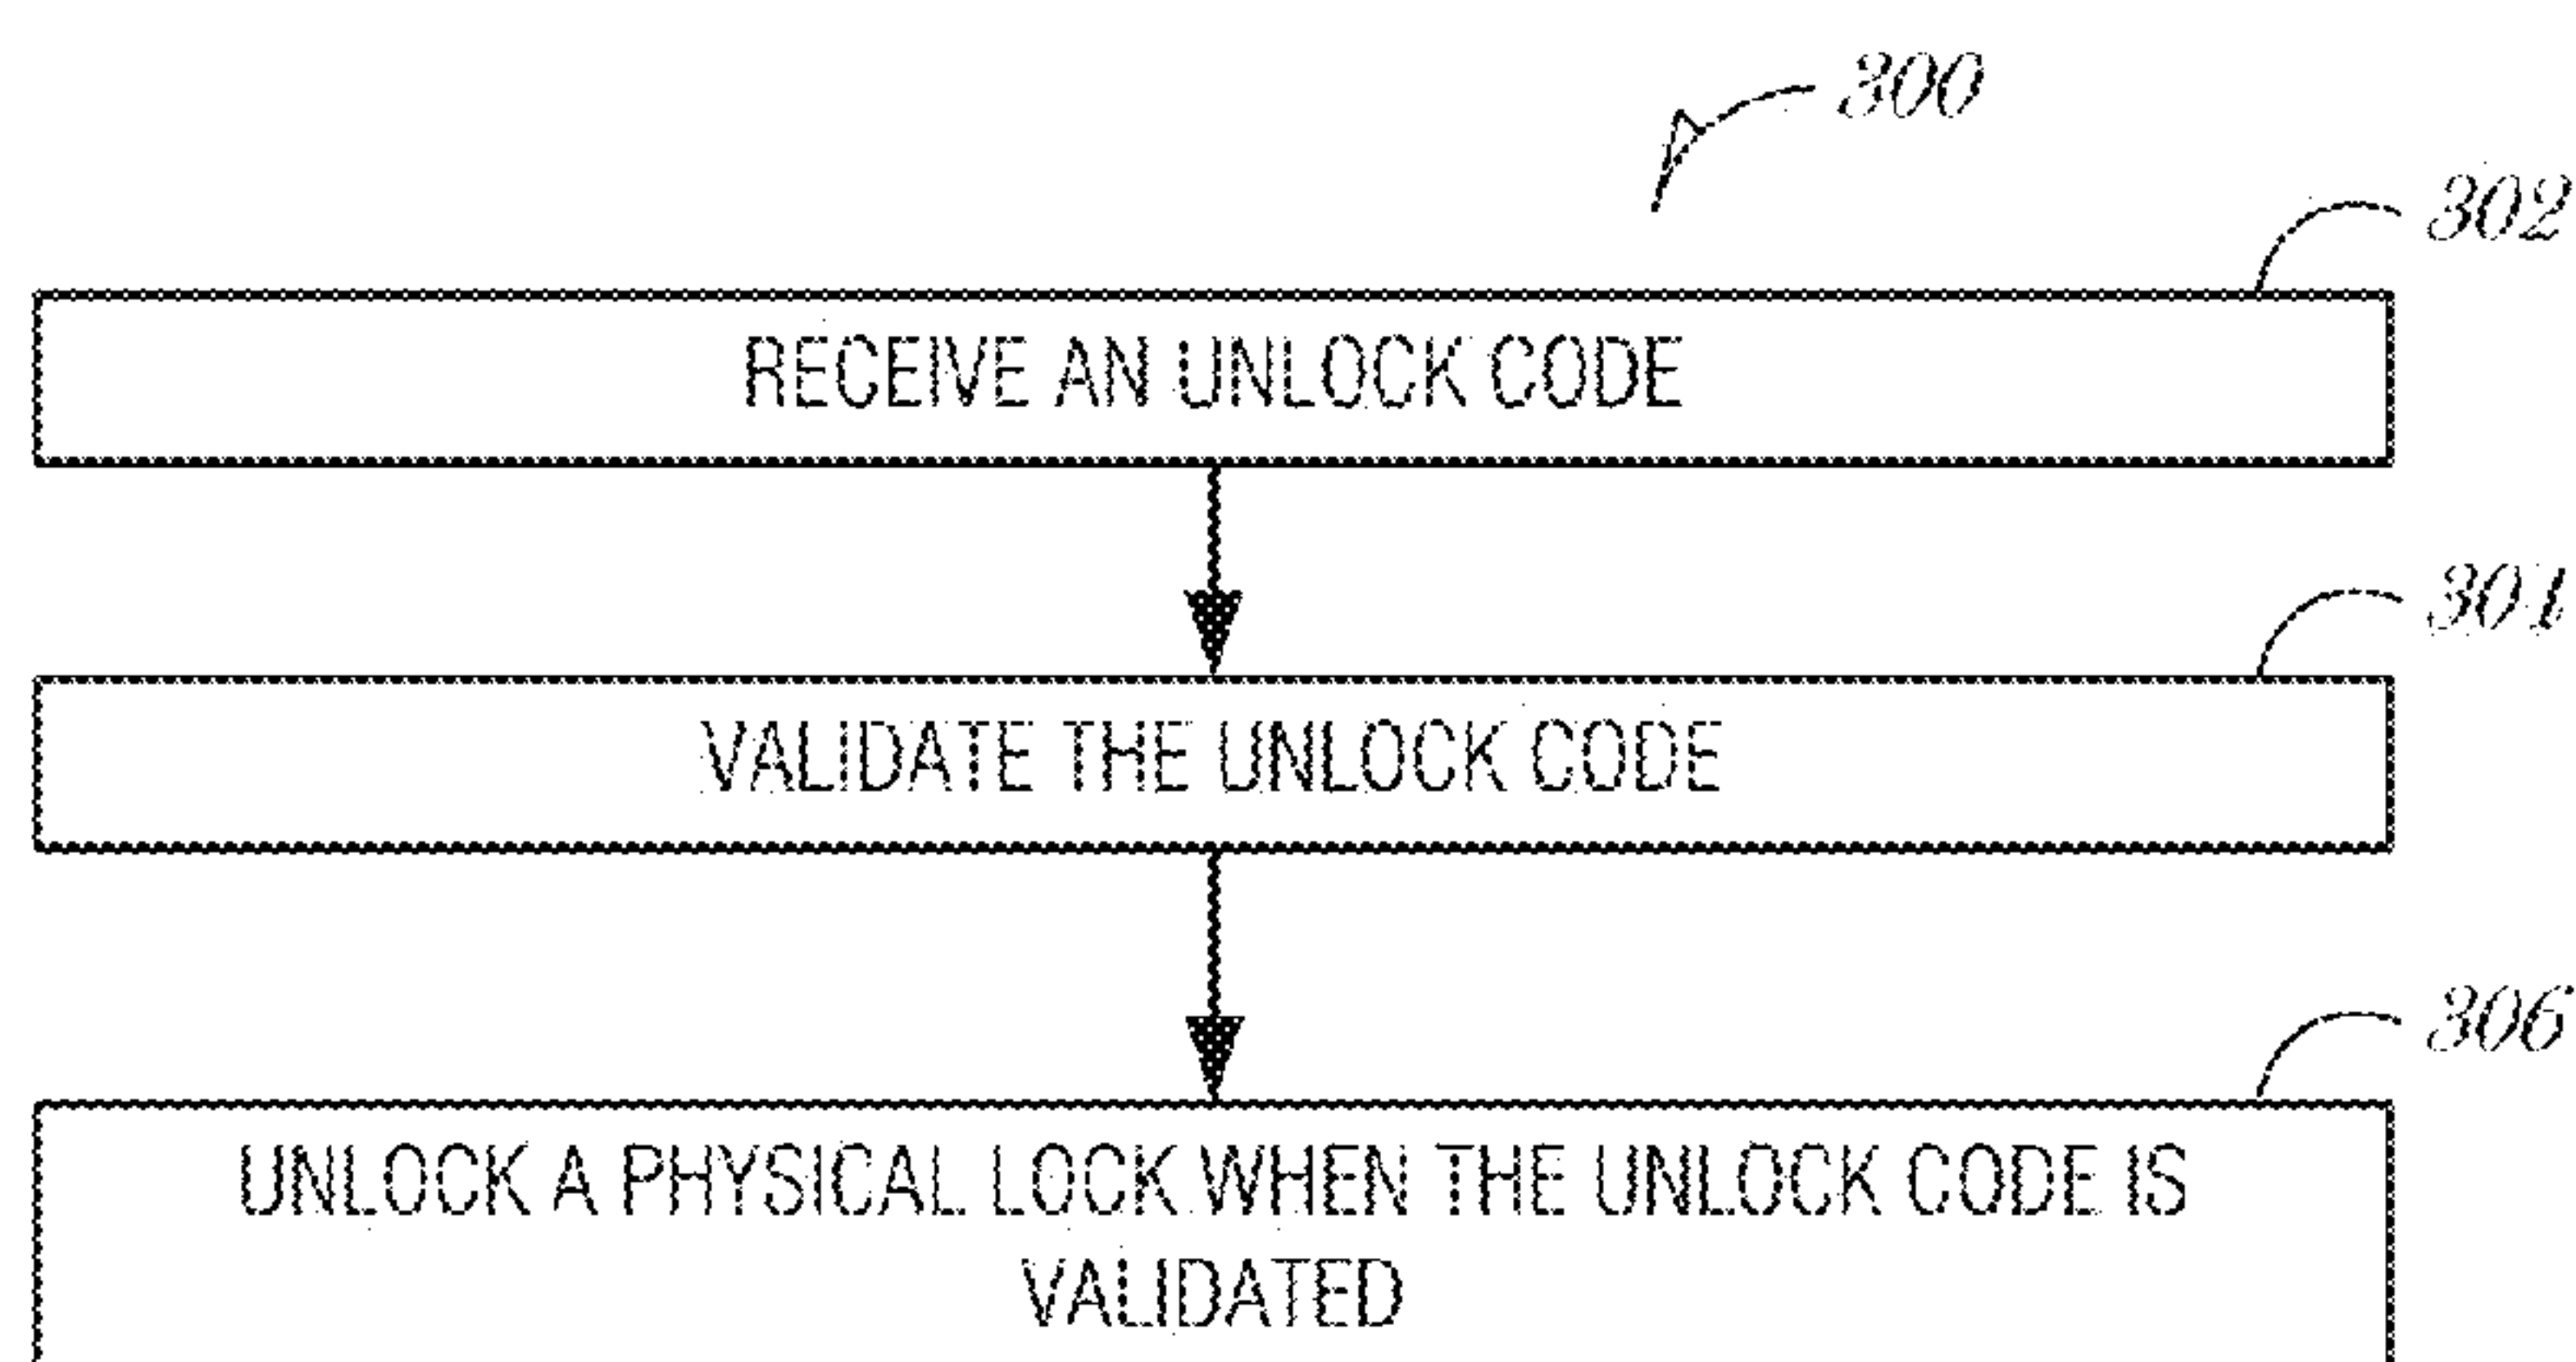 300
302
RECEIVE AN UNLOCK CODE
304
VALIDATE THE UNLOCK CODE
306
UNLOCK A PHYSICAL LOCK WHEN THE UNLOCK CODE IS
VALIDATED